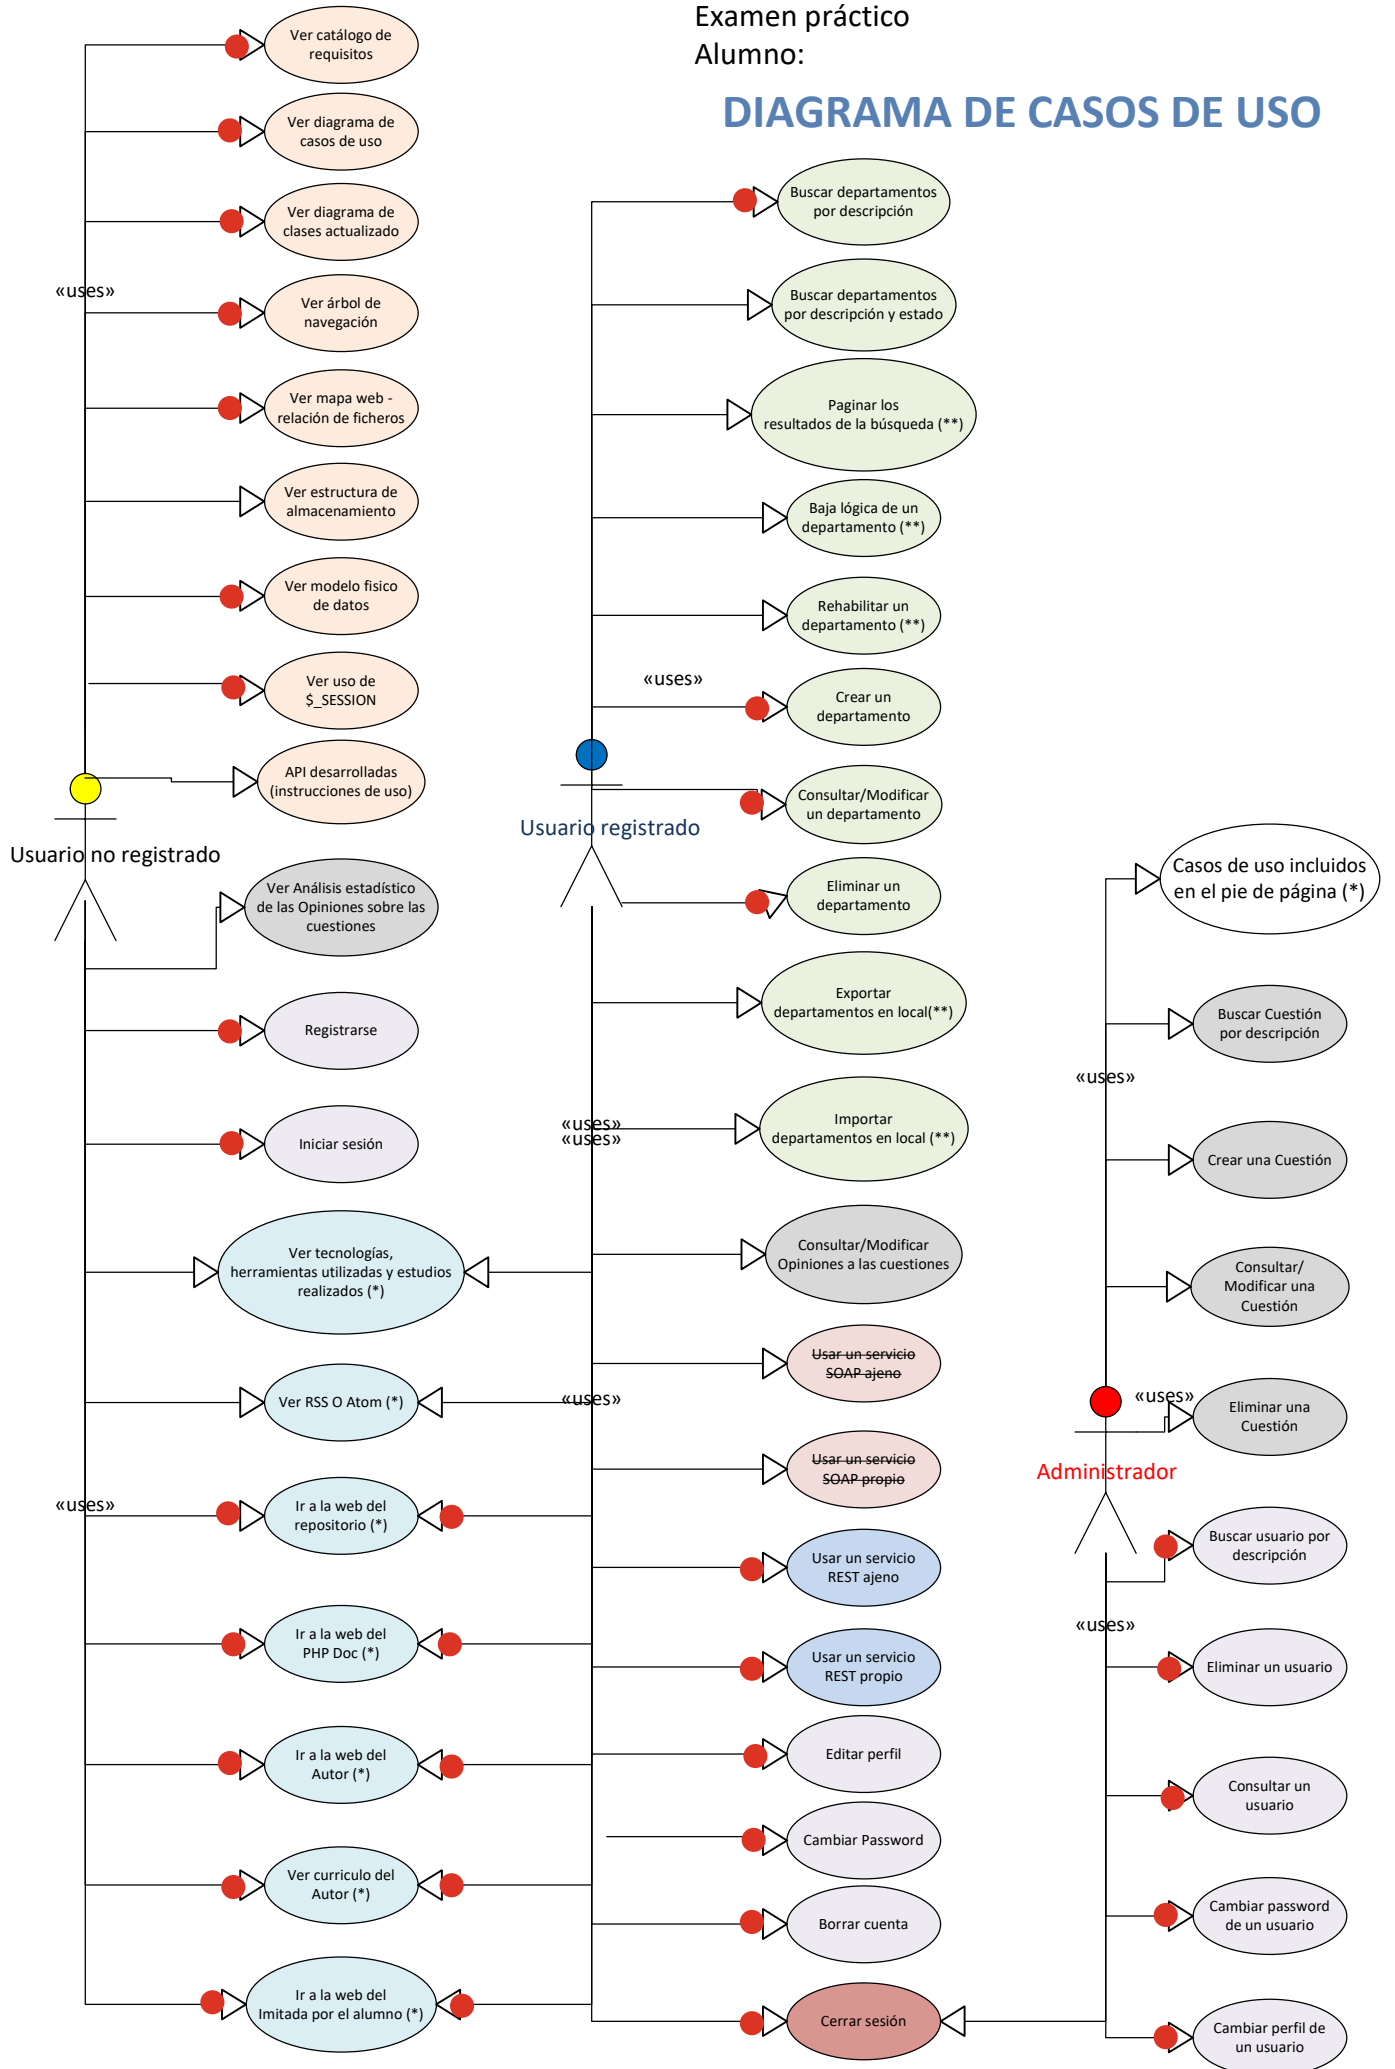 Examen práctico
Alumno:
DIAGRAMA DE CASOS DE USO
Ver catálogo de
requisitos
Ver diagrama de
casos de uso
Ver diagrama de
clases actualizado
«uses»
Ver árbol de
navegación
Ver mapa web -
relación de ficheros
Ver estructura de
almacenamiento
Ver modelo fisico
de datos
Ver uso de
$_SESSION
API desarrolladas
(instrucciones de uso)
Usuario no registrado
Ver Análisis estadístico
de las Opiniones sobre las
cuestiones
Registrarse
Iniciar sesión
Ver tecnologías,
herramientas utilizadas y estudios
realizados (*)
Ver RSS O Atom (*)
«uses»
Ir a la web del
repositorio (*)
Ir a la web del
PHP Doc (*)
Ir a la web del
Autor (*)
Ver curriculo del
Autor (*)
Ir a la web del
Imitada por el alumno (*)
Buscar departamentos
por descripción
Buscar departamentos
por descripción y estado
Paginar los
resultados de la búsqueda (**)
Baja lógica de un
departamento (**)
Rehabilitar un
departamento (**)
«uses»
Crear un
departamento
Consultar/Modificar
un departamento
Usuario registrado
Eliminar un
departamento
Exportar
departamentos en local(**)
«uses»
«uses»
Importar
departamentos en local (**)
Consultar/Modificar
Opiniones a las cuestiones
Usar un servicio
SOAP ajeno
«uses»
Usar un servicio
SOAP propio
Usar un servicio
REST ajeno
Usar un servicio
REST propio
Editar perfil
Cambiar Password
Borrar cuenta
Cerrar sesión
Casos de uso incluidos
en el pie de página (*)
Buscar Cuestión
por descripción
«uses»
Crear una Cuestión
Consultar/
Modificar una
Cuestión
«uses»
Eliminar una
Cuestión
Administrador
Buscar usuario por
descripción
«uses»
Eliminar un usuario
Consultar un
usuario
Cambiar password
de un usuario
Cambiar perfil de
un usuario